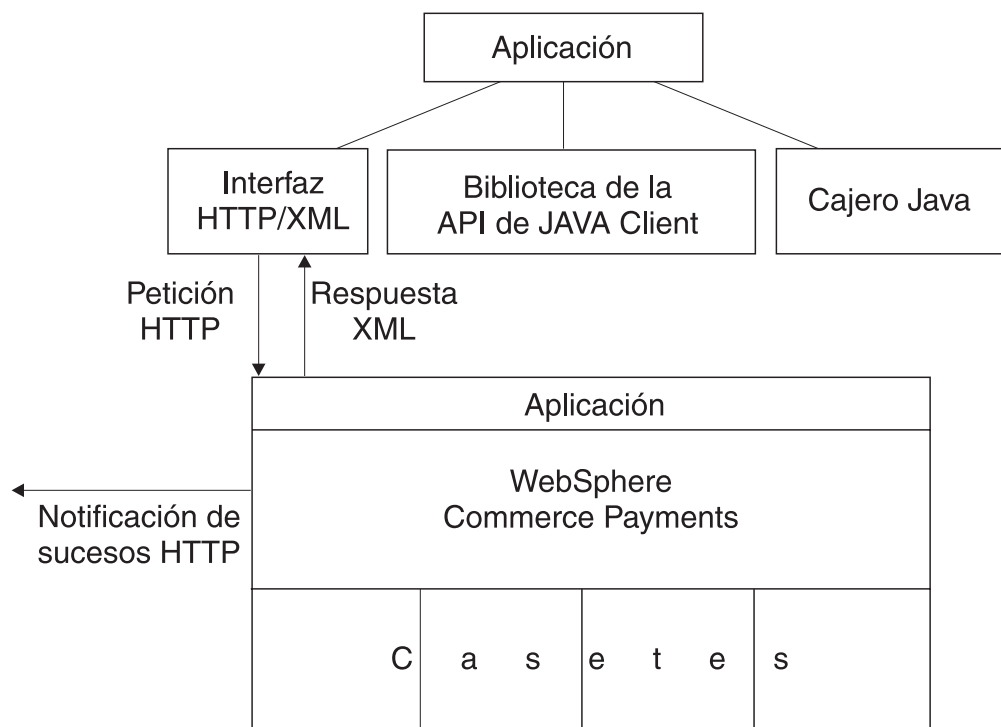 Aplicación
Interfaz
HTTP/XML
Biblioteca de la
API de JAVA Client
Cajero Java
Petición
HTTP
Respuesta
XML
Aplicación
WebSphere
Commerce Payments
Notificación de
sucesos HTTP
C a s e t e s